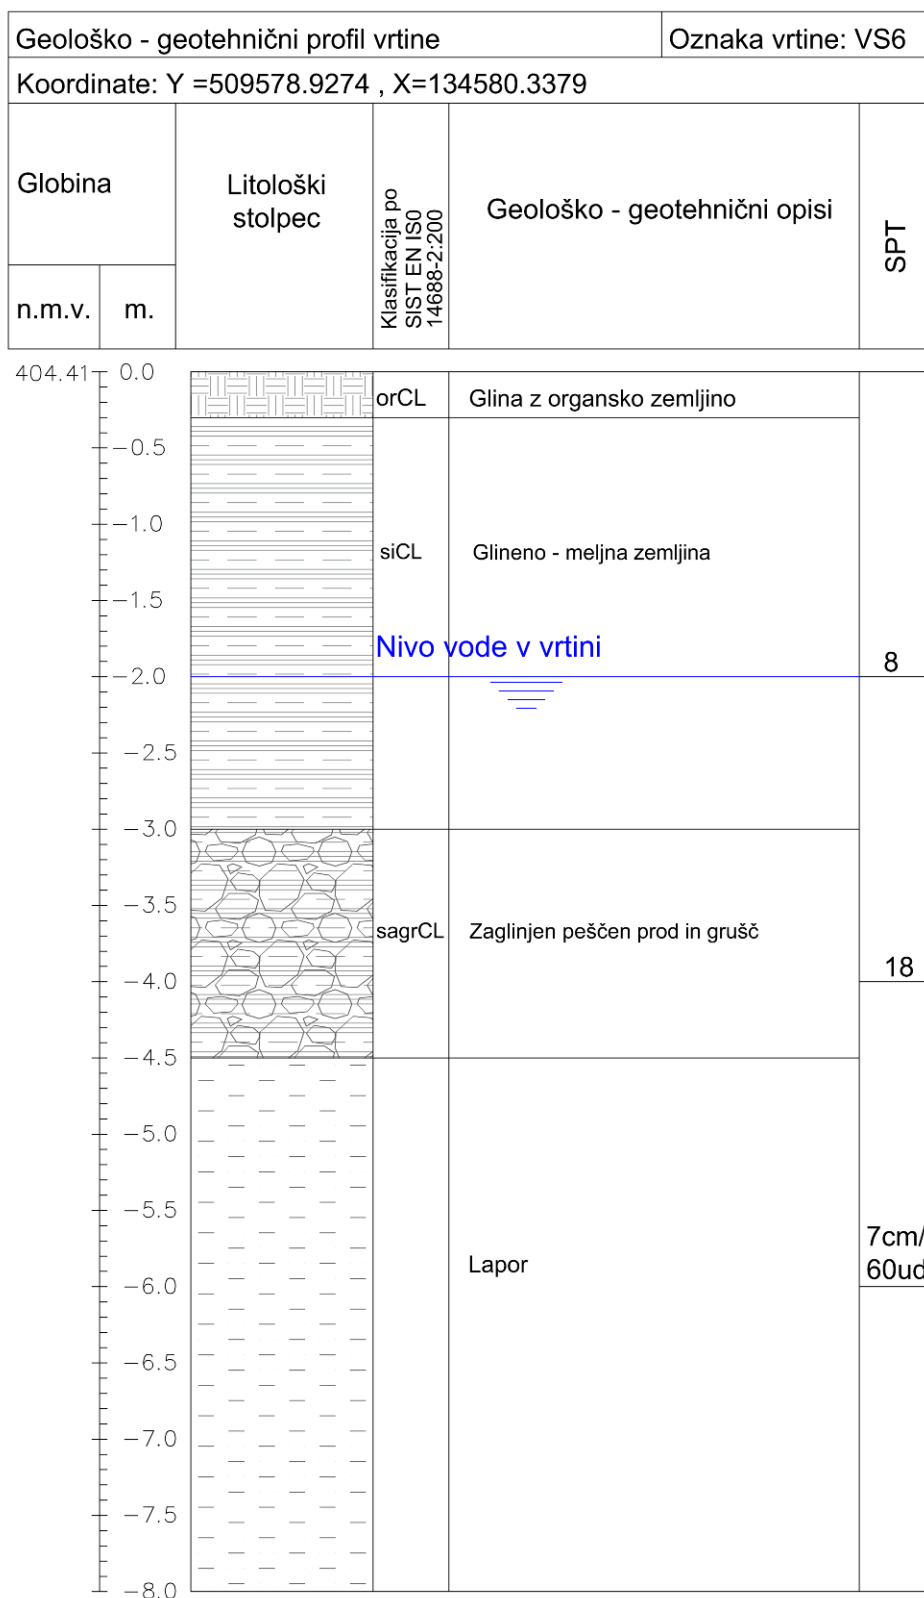 Geološko - geotehnični profil vrtine
Oznaka vrtine: VS6
Koordinate: Y =509578.9274 , X=134580.3379
Globina
n.m.v.
m.
Litološki
stolpec
Klasifikacija po
SIST EN IS0
14688-2:200
Geološko - geotehnični opisi
SPT
404.41
0.0
orCL
Glina z organsko zemljino
-0.5
-1.0
siCL
Glineno - meljna zemljina
-1.5
Nivo vode v vrtini
8
-2.0
-2.5
-3.0
-3.5
sagrCL
Zaglinjen peščen prod in grušč
18
-4.0
-4.5
-5.0
-5.5
7cm/
60ud
Lapor
-6.0
-6.5
-7.0
-7.5
-8.0